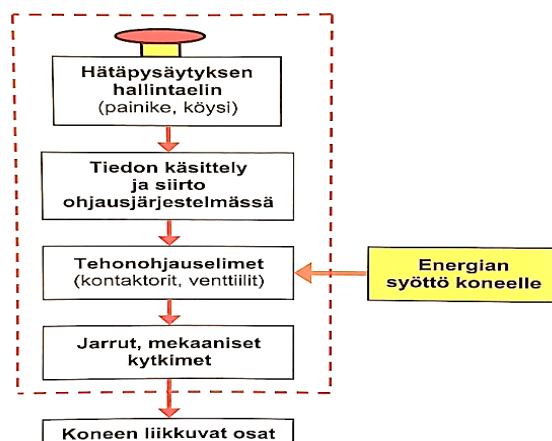 Hätäpysäytyksen
hallintaelin
(painike, köysi)
Tiedon käsittely
ja siirto
ohjausjärjestelmässä
Tehonohjauselimet
(kontaktorit, venttiilit)
Energian
syöttö koneelle
Jarrut, mekaaniset
kytkimet
Koneen liikkuvat osat